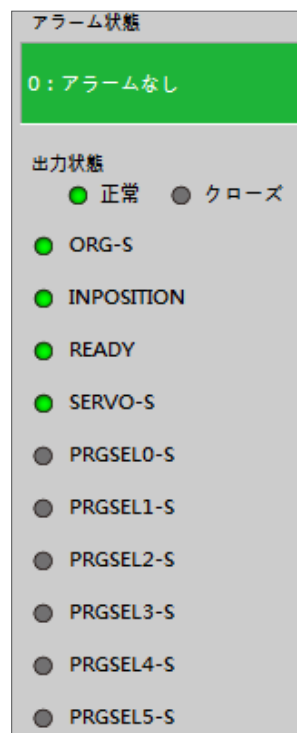 アラーム状態
0：アラームなし
出力状態
正常 クローズ
ORG-S
INPOSITION
READY
SERVO-S
PRGSEL0-S
PRGSEL1-S
PRGSEL2-S
PRGSEL3-S
PRGSEL4-S
PRGSEL5-S